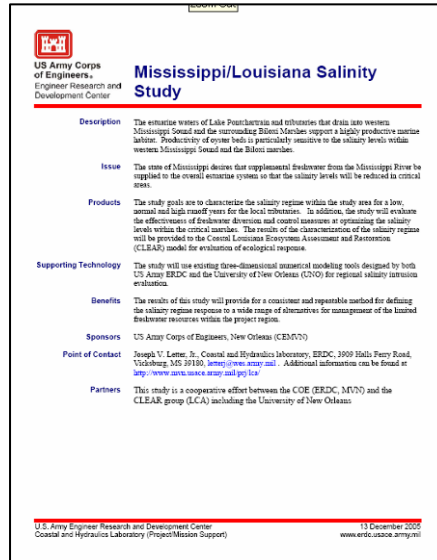 Zoom Out
US Army Corps
of Engineers®
Engineer Research and
Development Center
Mississippi/Louisiana Salinity
Study
Description
The estuarine waters of Lake Pontchartrain and tributaries that drain into western
Mississippi Sound and the surrounding Biloxi Marshes support a highly productive marine
habitat. Productivity of oyster beds is particularly sensitive to the salinity levels within
western Mississippi Sound and the Biloxi marshes.
Issue
The state of Mississippi desires that supplemental freshwater from the Mississippi River be
supplied to the overall estuarine system so that the salinity levels will be reduced in critical
areas.
Products
The study goals are to characterize the salinity regime within the study area for a low,
normal and high runoff years for the local tributaries. In addition, the study will evaluate
the effectiveness of freshwater diversion and control measures at optimizing the salinity
levels within the critical marshes. The results of the characterization of the salinity regime
will be provided to the Coastal Louisiana Ecosystem Assessment and Restoration
(CLEAR) model for evaluation of ecological response.
Supporting Technology
The study will use existing three-dimensional numerical modeling tools designed by both
US Army ERDC and the University of New Orleans (UNO) for regional salinity intrusion
evaluation.
Benefits
The results of this study will provide for a consistent and repeatable method for defining
the salinity regime response to a wide range of alternatives for management of the limited
freshwater resources within the project region.
Sponsors
US Army Corps of Engineers, New Orleans (CEMVN)
Point of Contact
Joseph V. Letter, Jr., Coastal and Hydraulics laboratory, ERDC, 3909 Halls Ferry Road,
Vicksburg, MS 39180, letterj@wes.army.mil . Additional information can be found at
http://www.mvn.usace.army.mil/prj/lca/
Partners
This study is a cooperative effort between the COE (ERDC, MVN) and the
CLEAR group (LCA) including the University of New Orleans
U.S. Army Engineer Research and Development Center
Coastal and Hydraulics Laboratory (Project/Mission Support)
13 December 2005
www.erdc.usace.army.mil